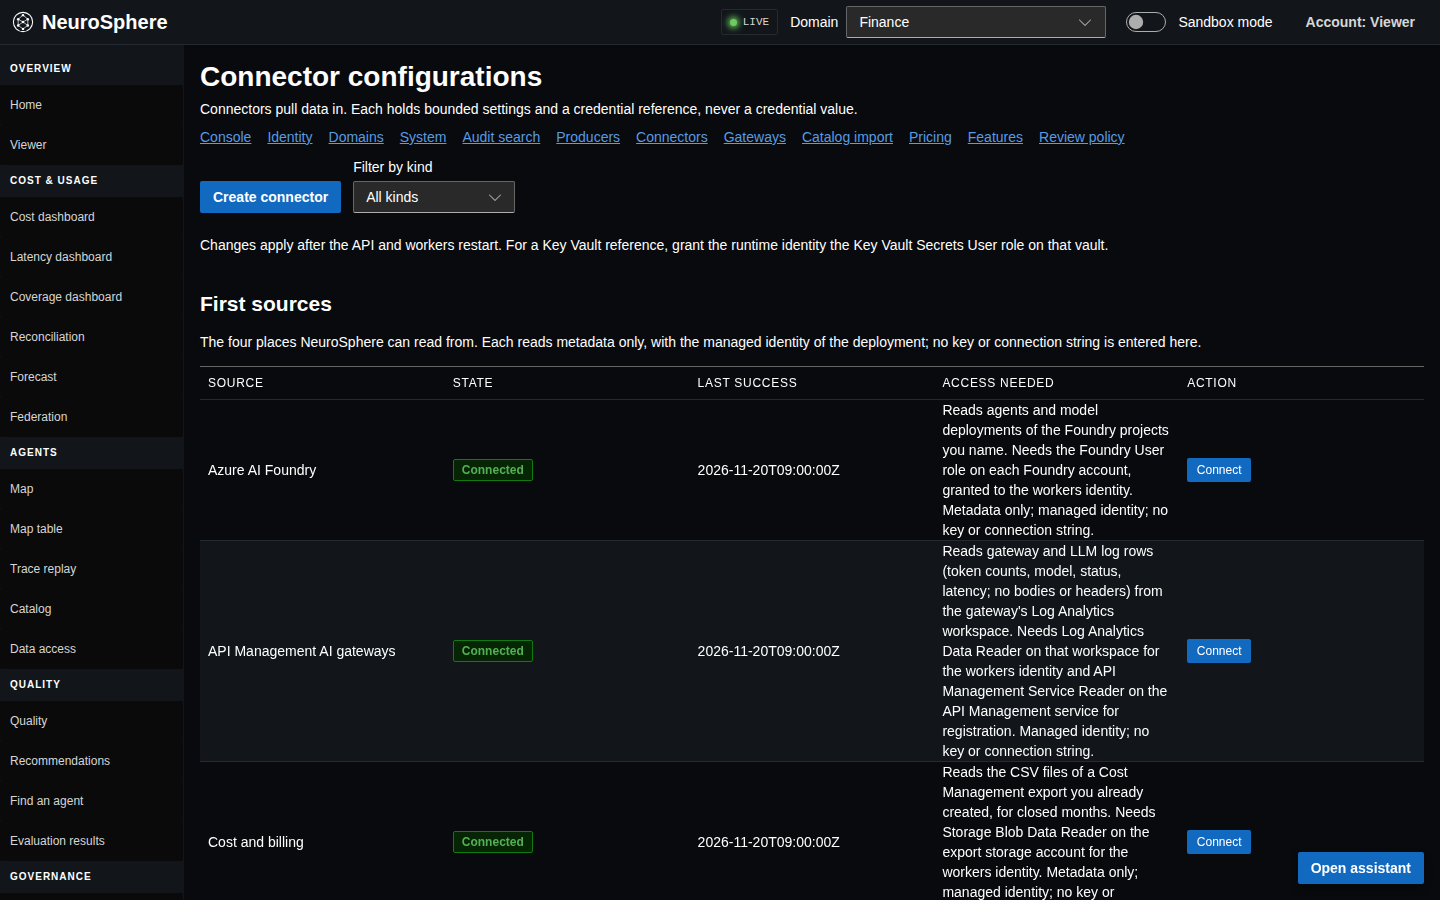 NeuroSphere
LIVE
Domain
Finance
Sandbox mode
Account: Viewer
OVERVIEW
Home
Viewer
COST & USAGE
Cost dashboard
Latency dashboard
Coverage dashboard
Reconciliation
Forecast
Federation
AGENTS
Map
Map table
Trace replay
Catalog
Data access
QUALITY
Quality
Recommendations
Find an agent
Evaluation results
GOVERNANCE
Connector configurations
Connectors pull data in. Each holds bounded settings and a credential reference, never a credential value.
Console Identity Domains System Audit search Producers Connectors Gateways Catalog import Pricing Features Review policy
Filter by kind
Create connector
All kinds
Changes apply after the API and workers restart. For a Key Vault reference, grant the runtime identity the Key Vault Secrets User role on that vault.
First sources
The four places NeuroSphere can read from. Each reads metadata only, with the managed identity of the deployment; no key or connection string is entered here.
SOURCE STATE LAST SUCCESS ACCESS NEEDED ACTION
Azure AI Foundry
Connected
2026-11-20T09:00:00Z
Reads agents and model
deployments of the Foundry projects
you name. Needs the Foundry User
role on each Foundry account,
granted to the workers identity.
Metadata only; managed identity; no
key or connection string.
Connect
API Management AI gateways
Connected
2026-11-20T09:00:00Z
Reads gateway and LLM log rows
(token counts, model, status,
latency; no bodies or headers) from
the gateway's Log Analytics
workspace. Needs Log Analytics
Data Reader on that workspace for
the workers identity and API
Management Service Reader on the
API Management service for
registration. Managed identity; no
key or connection string.
Connect
Cost and billing
Connected
2026-11-20T09:00:00Z
Reads the CSV files of a Cost
Management export you already
created, for closed months. Needs
Storage Blob Data Reader on the
export storage account for the
workers identity. Metadata only;
managed identity; no key or
Connect
Open assistant